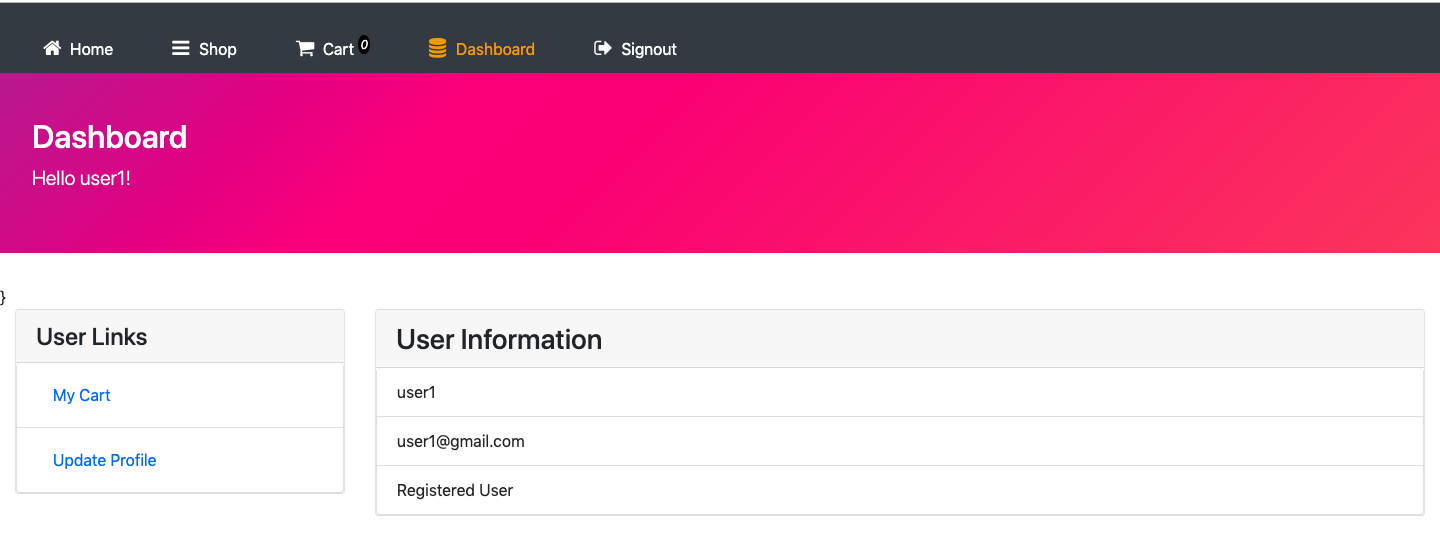 Home Shop Cart 0 Dashboard Signout
Dashboard
Hello user1!
}
User Links
My Cart
Update Profile
User Information
user1
user1@gmail.com
Registered User